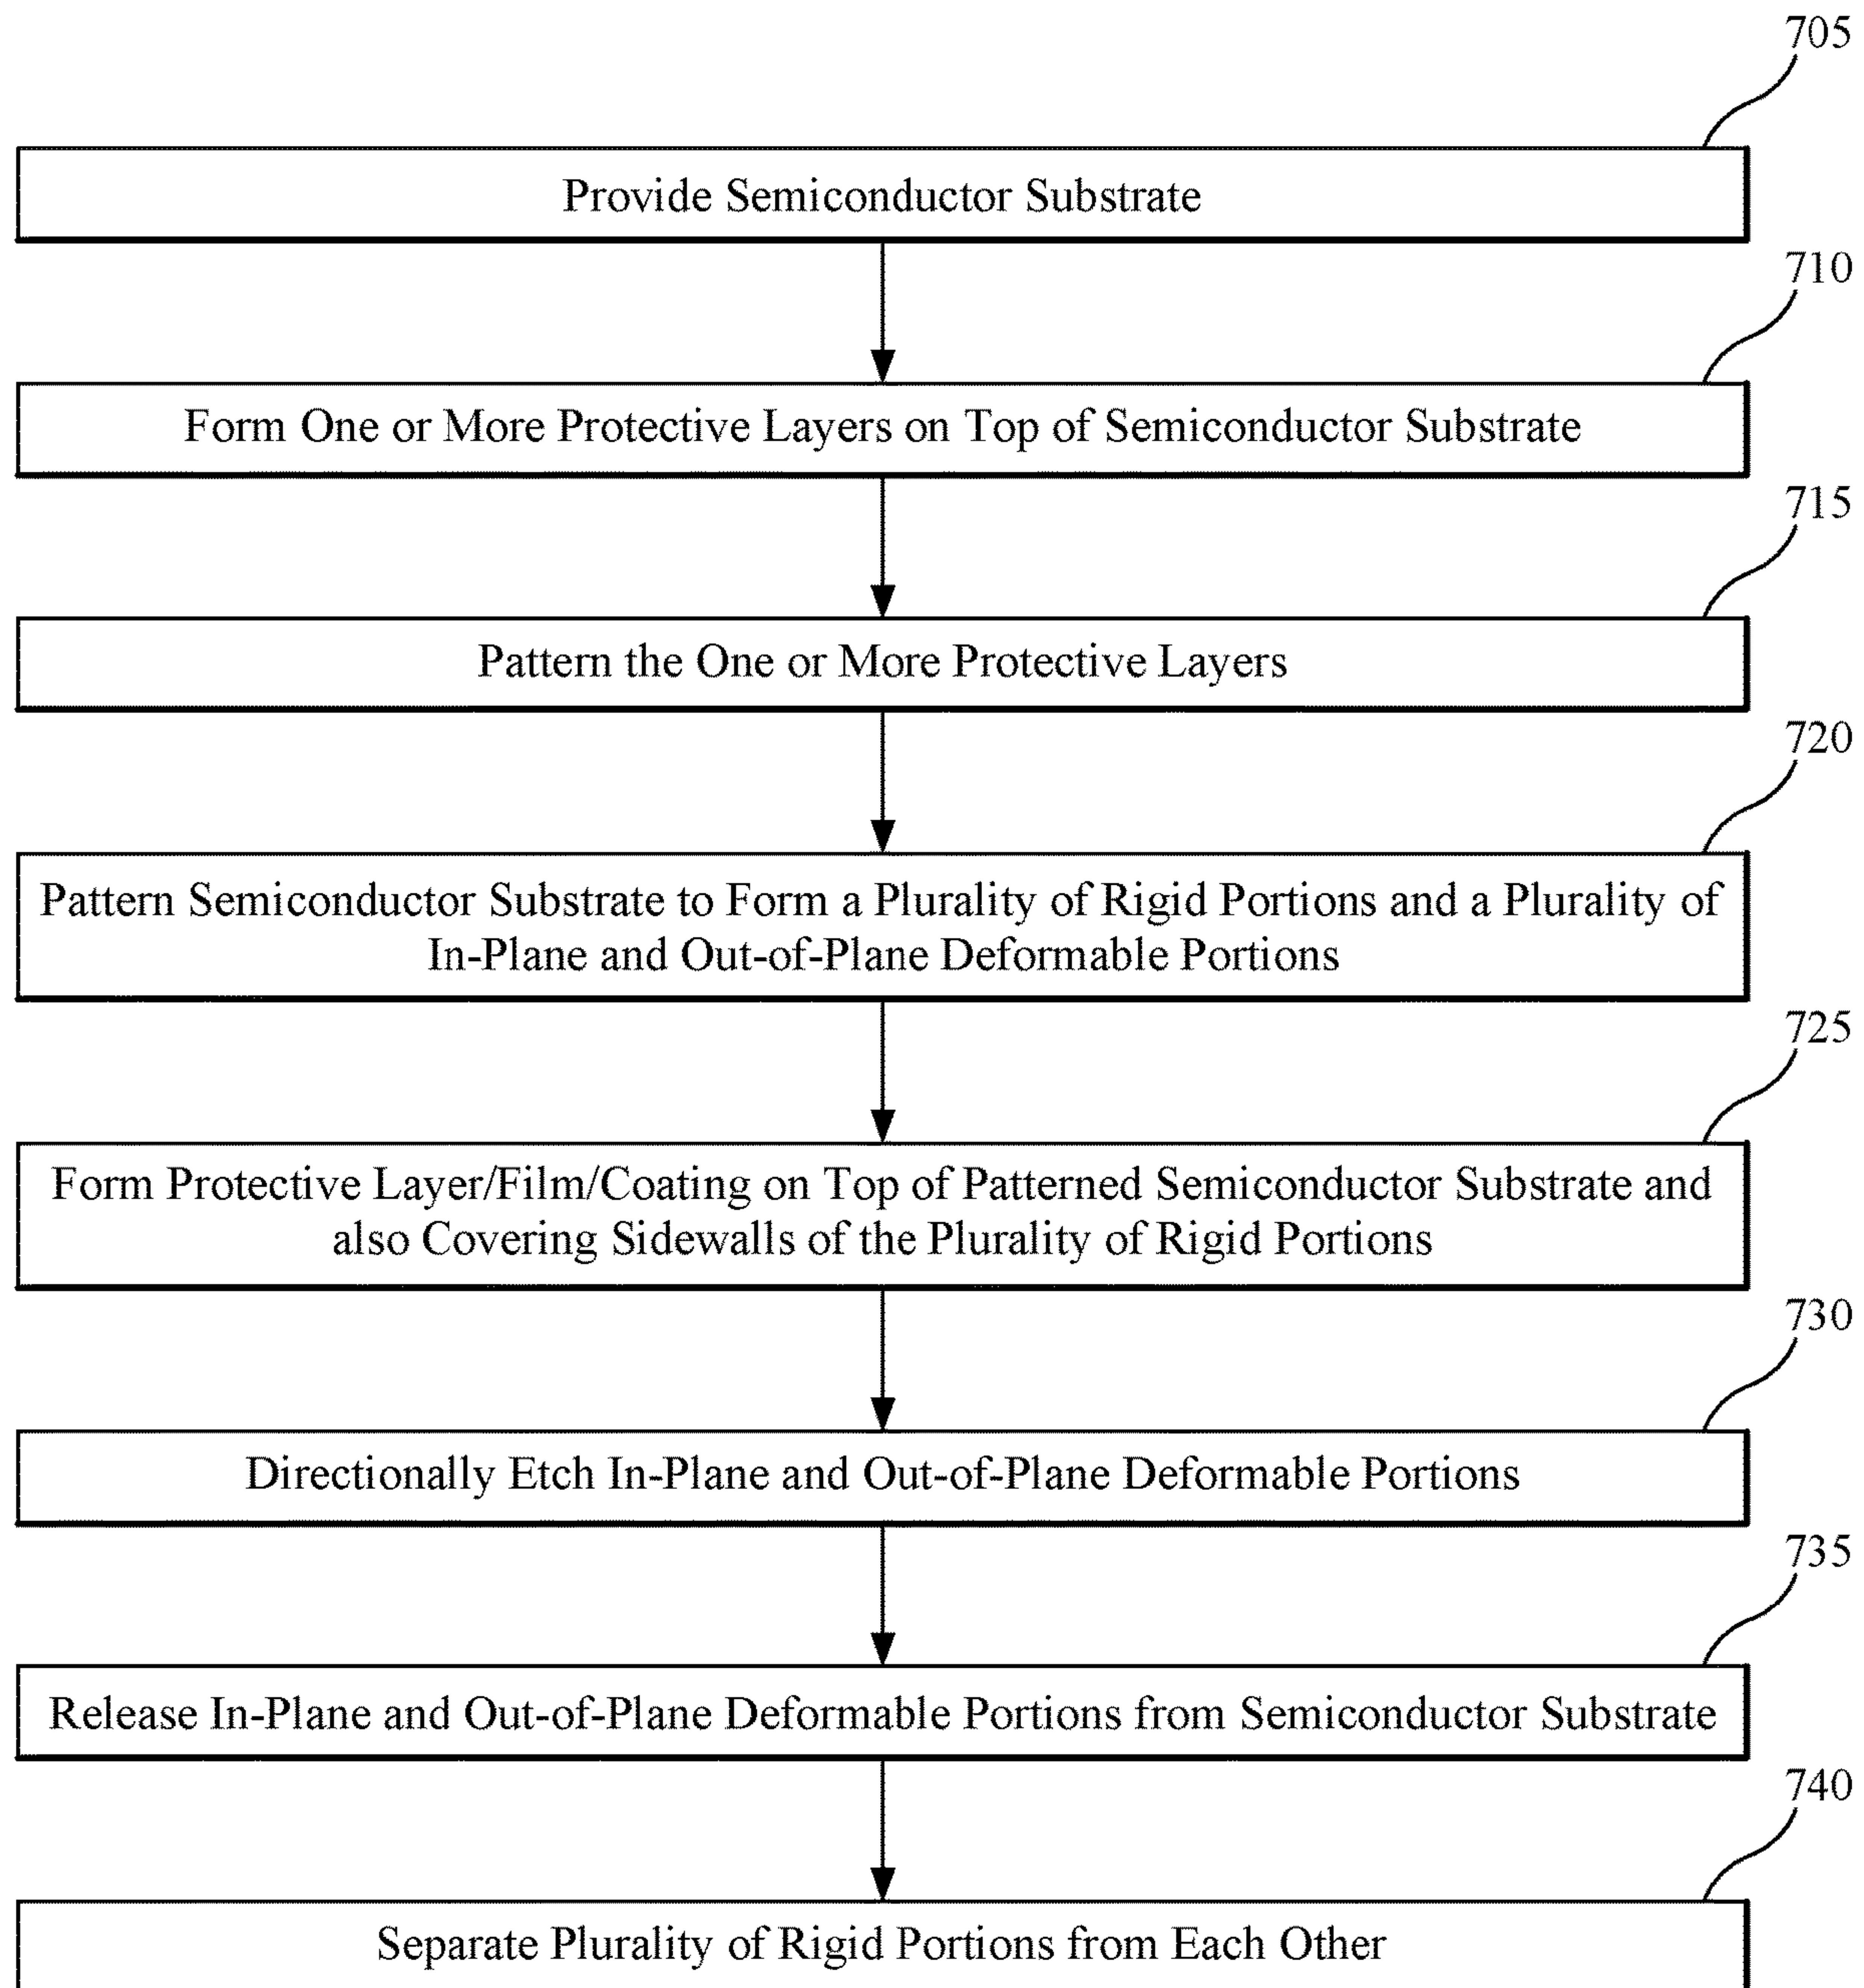 705
Provide Semiconductor Substrate
710
Form One or More Protective Layers on Top of Semiconductor Substrate
715
Pattern the One or More Protective Layers
720
Pattern Semiconductor Substrate to Form a Plurality of Rigid Portions and a Plurality of
In-Plane and Out-of-Plane Deformable Portions
725
Form Protective Layer/Film/Coating on Top of Patterned Semiconductor Substrate and
also Covering Sidewalls of the Plurality of Rigid Portions
730
Directionally Etch In-Plane and Out-of-Plane Deformable Portions
735
Release In-Plane and Out-of-Plane Deformable Portions from Semiconductor Substrate
740
Separate Plurality of Rigid Portions from Each Other